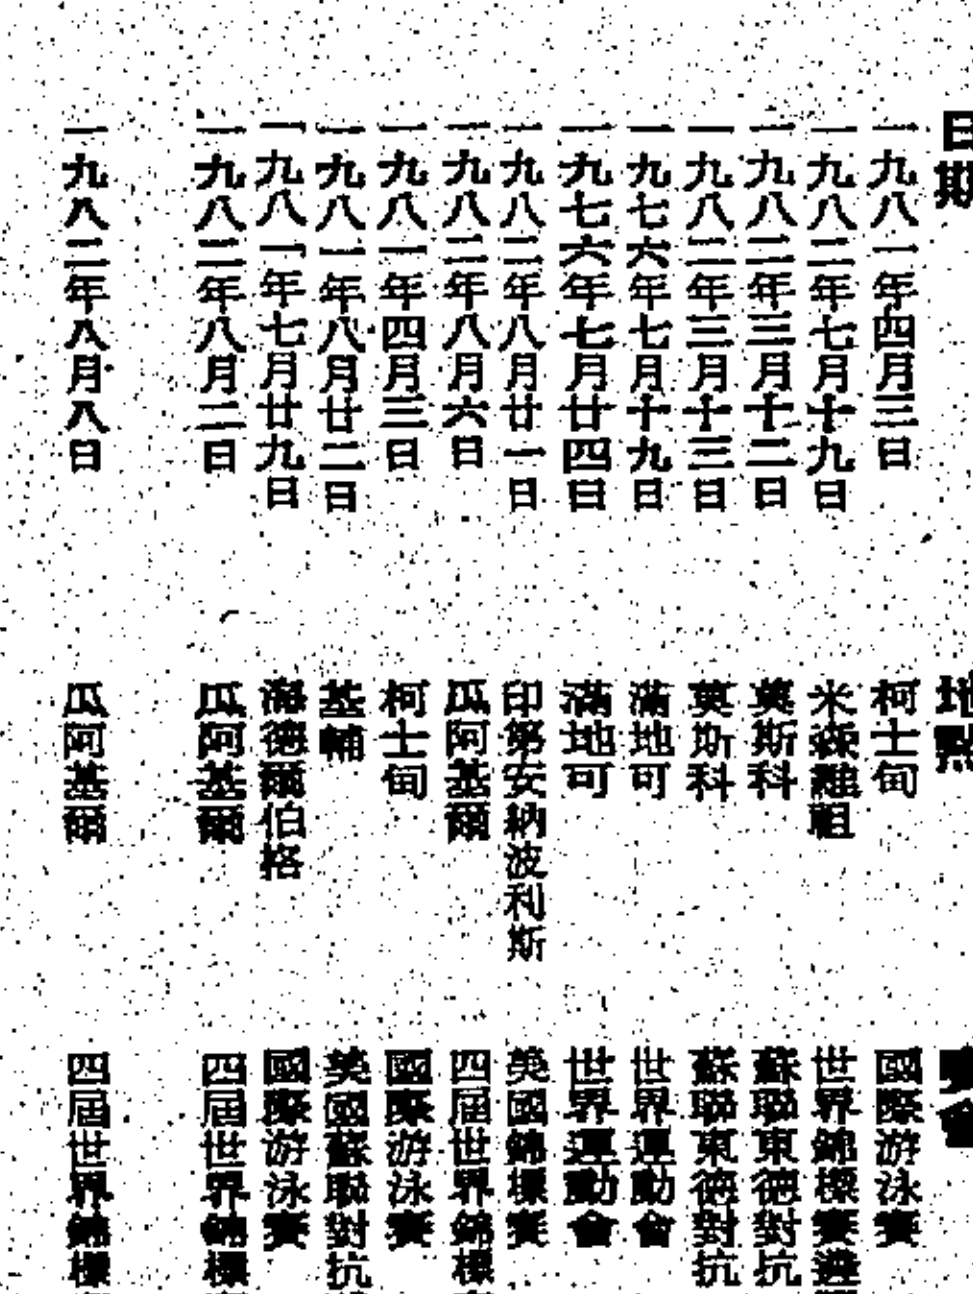 日期 地點 賽會
一九八一年四月三日 柯士甸 國際游泳賽
一九八二年七月十九日 米森維祖 世界錦標賽選
一九八二年三月十二日 莫斯科 蘇聯東德對抗
一九八二年三月十三日 莫斯科 蘇聯東德對抗
一九七六年七月十九日 滿地可 世界運動會
一九七六年七月廿四日 滿地可 世界運動會
一九八二年八月廿一日 印第安納波利斯 美國錦標賽
一九八二年八月六日 瓜阿基爾 四屆世界錦標
一九八一年四月三日 柯士甸 國際游泳賽
一九八一年八月廿二日 基輔 美國蘇聯對抗
一九八一年七月廿九日 海德爾伯格 國際游泳賽
一九八二年八月二日 瓜阿基爾 四屆世界錦標
一九八二年八月八日 瓜阿基爾 四屆世界錦標